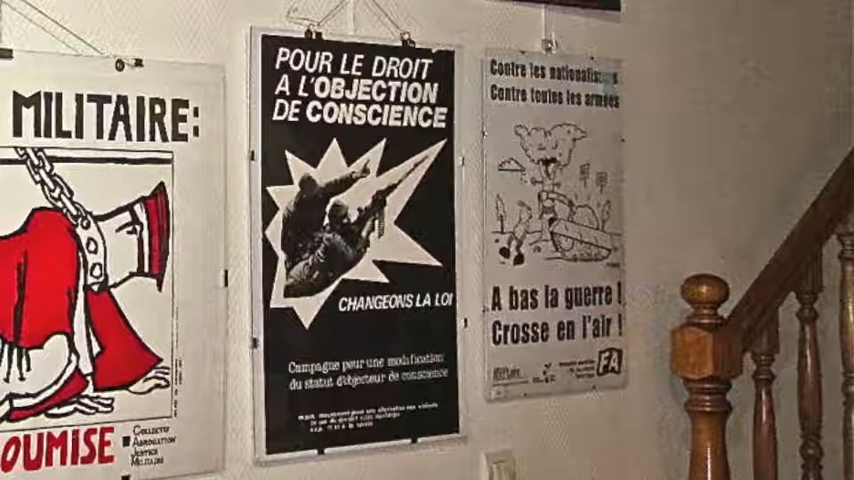 MILITAIRE:
OUMISE
COLLECTIF
ABROGATION
JUSTICE
MILITAIRE
POUR LE DROIT
A L'OBJECTION
DE CONSCIENCE
CHANGEONS LA LOI
Campagne pour une modification
du statut d'objecteur de conscience
Contre les nationalis
Contre toutes les armées
A bas la guerre !
Crosse en l'air !
FA